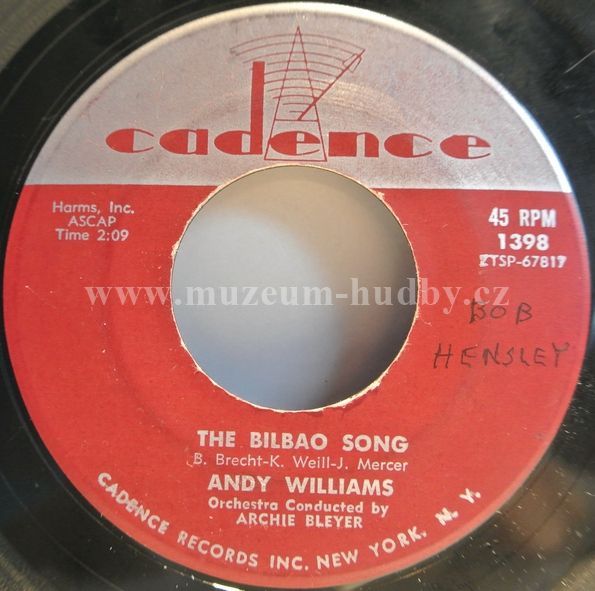 cadence
Harms, Inc.
ASCAP
Time 2:09
45 RPM
1398
ZTSP-67817
www.muzeum-hudby.cz
BOB
HENSLEY
THE BILBAO SONG
B. Brecht-K. Weill-J. Mercer
ANDY WILLIAMS
Orchestra Conducted by
ARCHIE BLEYER
CADENCE RECORDS INC. NEW YORK. N. Y.